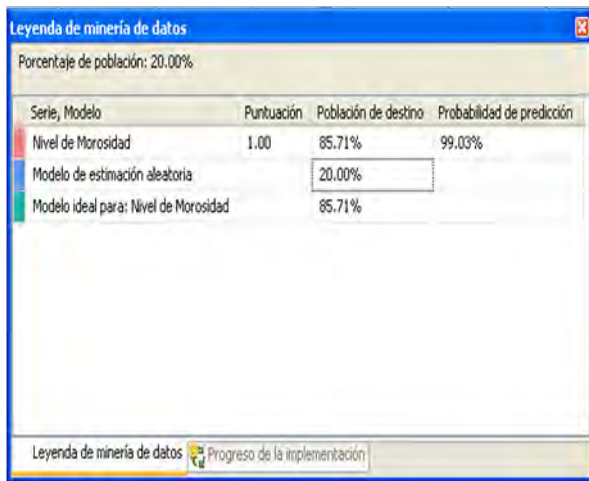 Leyenda de minería de datos
Porcentaje de población: 20.00%
Serie, Modelo Puntuación Población de destino Probabilidad de predicción
Nivel de Morosidad 1.00 85.71% 99.03%
Modelo de estimación aleatoria 20.00%
Modelo ideal para: Nivel de Morosidad 85.71%
Leyenda de minería de datos Progreso de la implementación